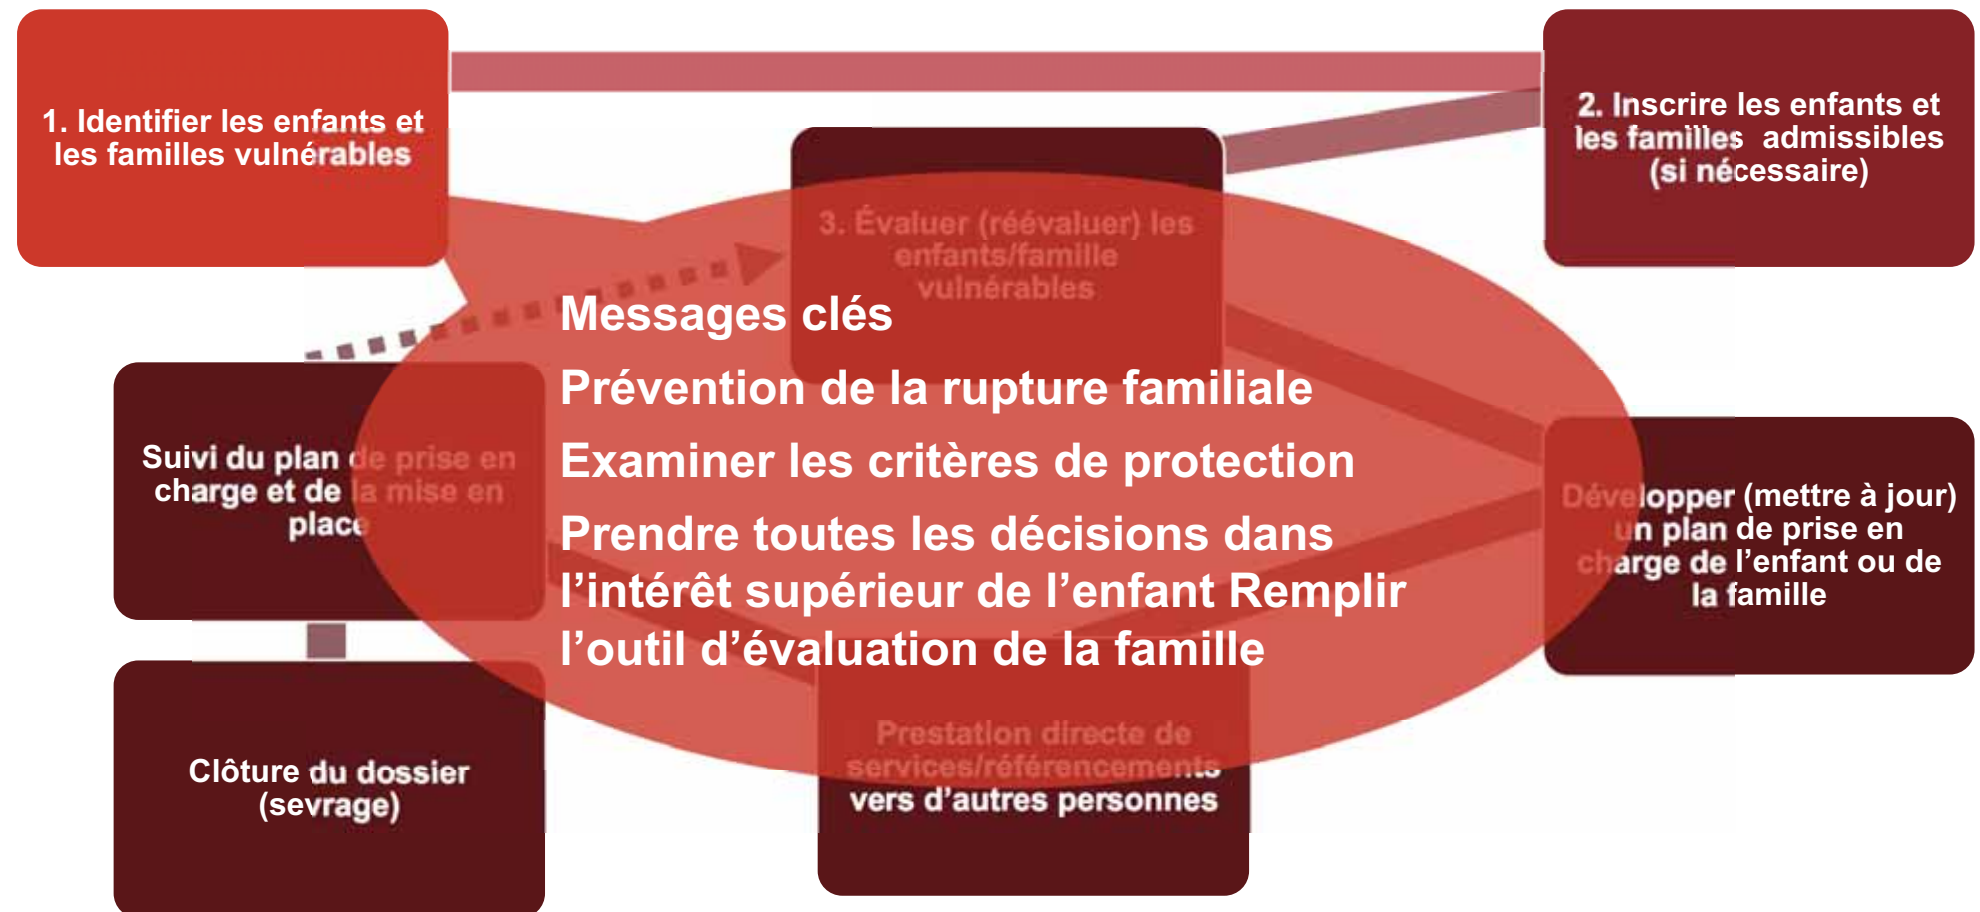 1. Identifier les enfants et
les familles vulnérables
2. Inscrire les enfants et
les familles admissibles
(si nécessaire)
3. Évaluer (réévaluer) les
enfants/famille
vulnérables
Messages clés
Prévention de la rupture familiale
Examiner les critères de protection
Prendre toutes les décisions dans
l’intérêt supérieur de l’enfant Remplir
l’outil d’évaluation de la famille
Suivi du plan de prise en
charge et de la mise en
place
Développer (mettre à jour)
un plan de prise en
charge de l’enfant ou de
la famille
Clôture du dossier
(sevrage)
Prestation directe de
services/référencements
vers d’autres personnes